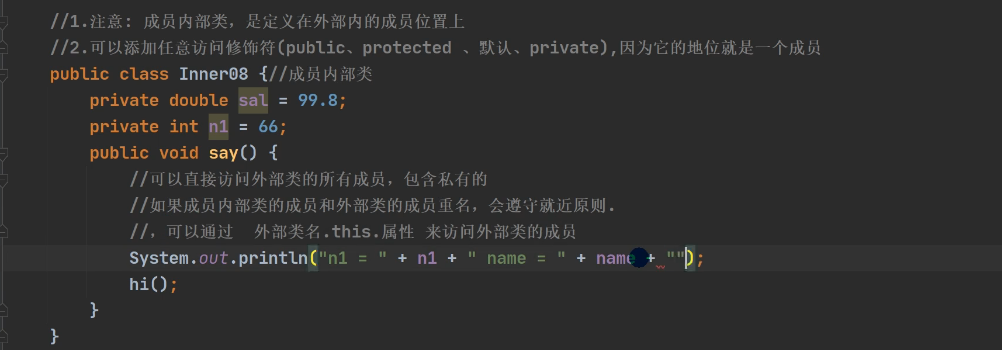 //1.注意: 成员内部类，是定义在外部内的成员位置上
//2.可以添加任意访问修饰符(public、protected 、默认、private),因为它的地位就是一个成员
public class Inner08 {//成员内部类
private double sal = 99.8;
private int n1 = 66;
public void say() {
//可以直接访问外部类的所有成员，包含私有的
//如果成员内部类的成员和外部类的成员重名，会遵守就近原则.
//，可以通过  外部类名.this.属性 来访问外部类的成员
System.out.println("n1 = " + n1 + " name = " + name + "");
hi();
}
}